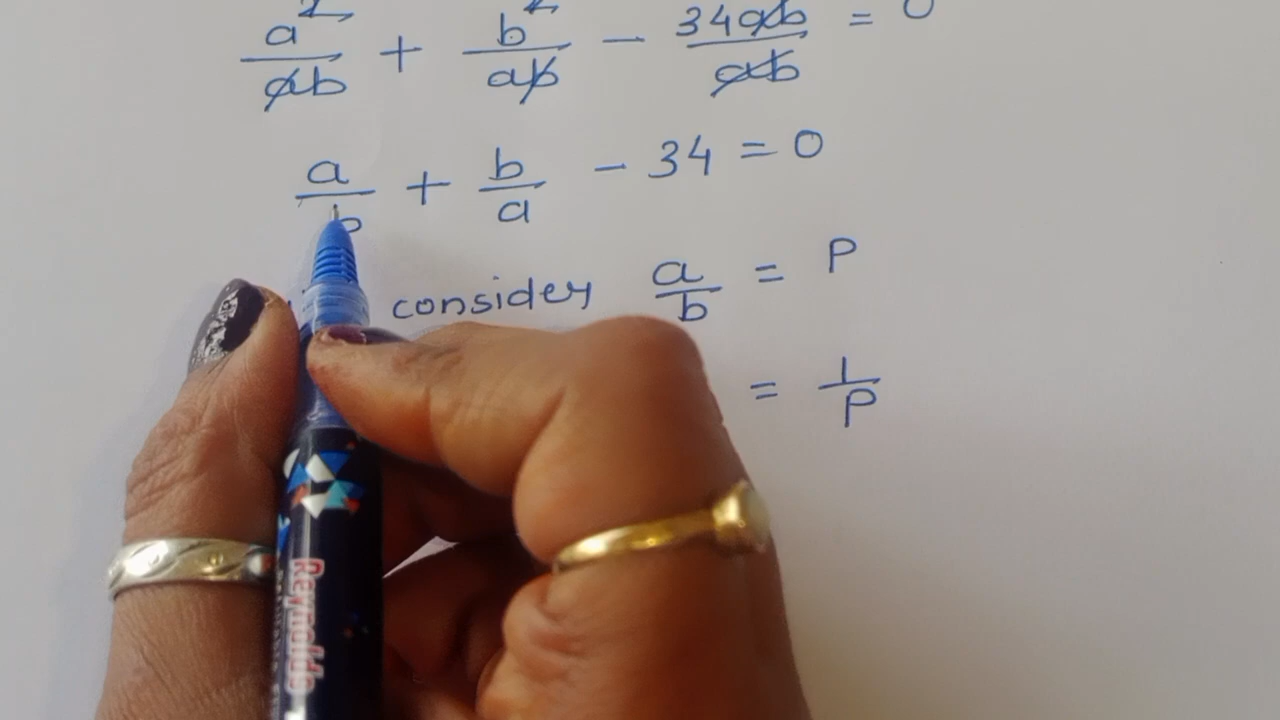 a²/ab + b²/ab − 34ab/ab = 0
a/b + b/a − 34 = 0
consider a/b = P
= 1/P
Reynolds